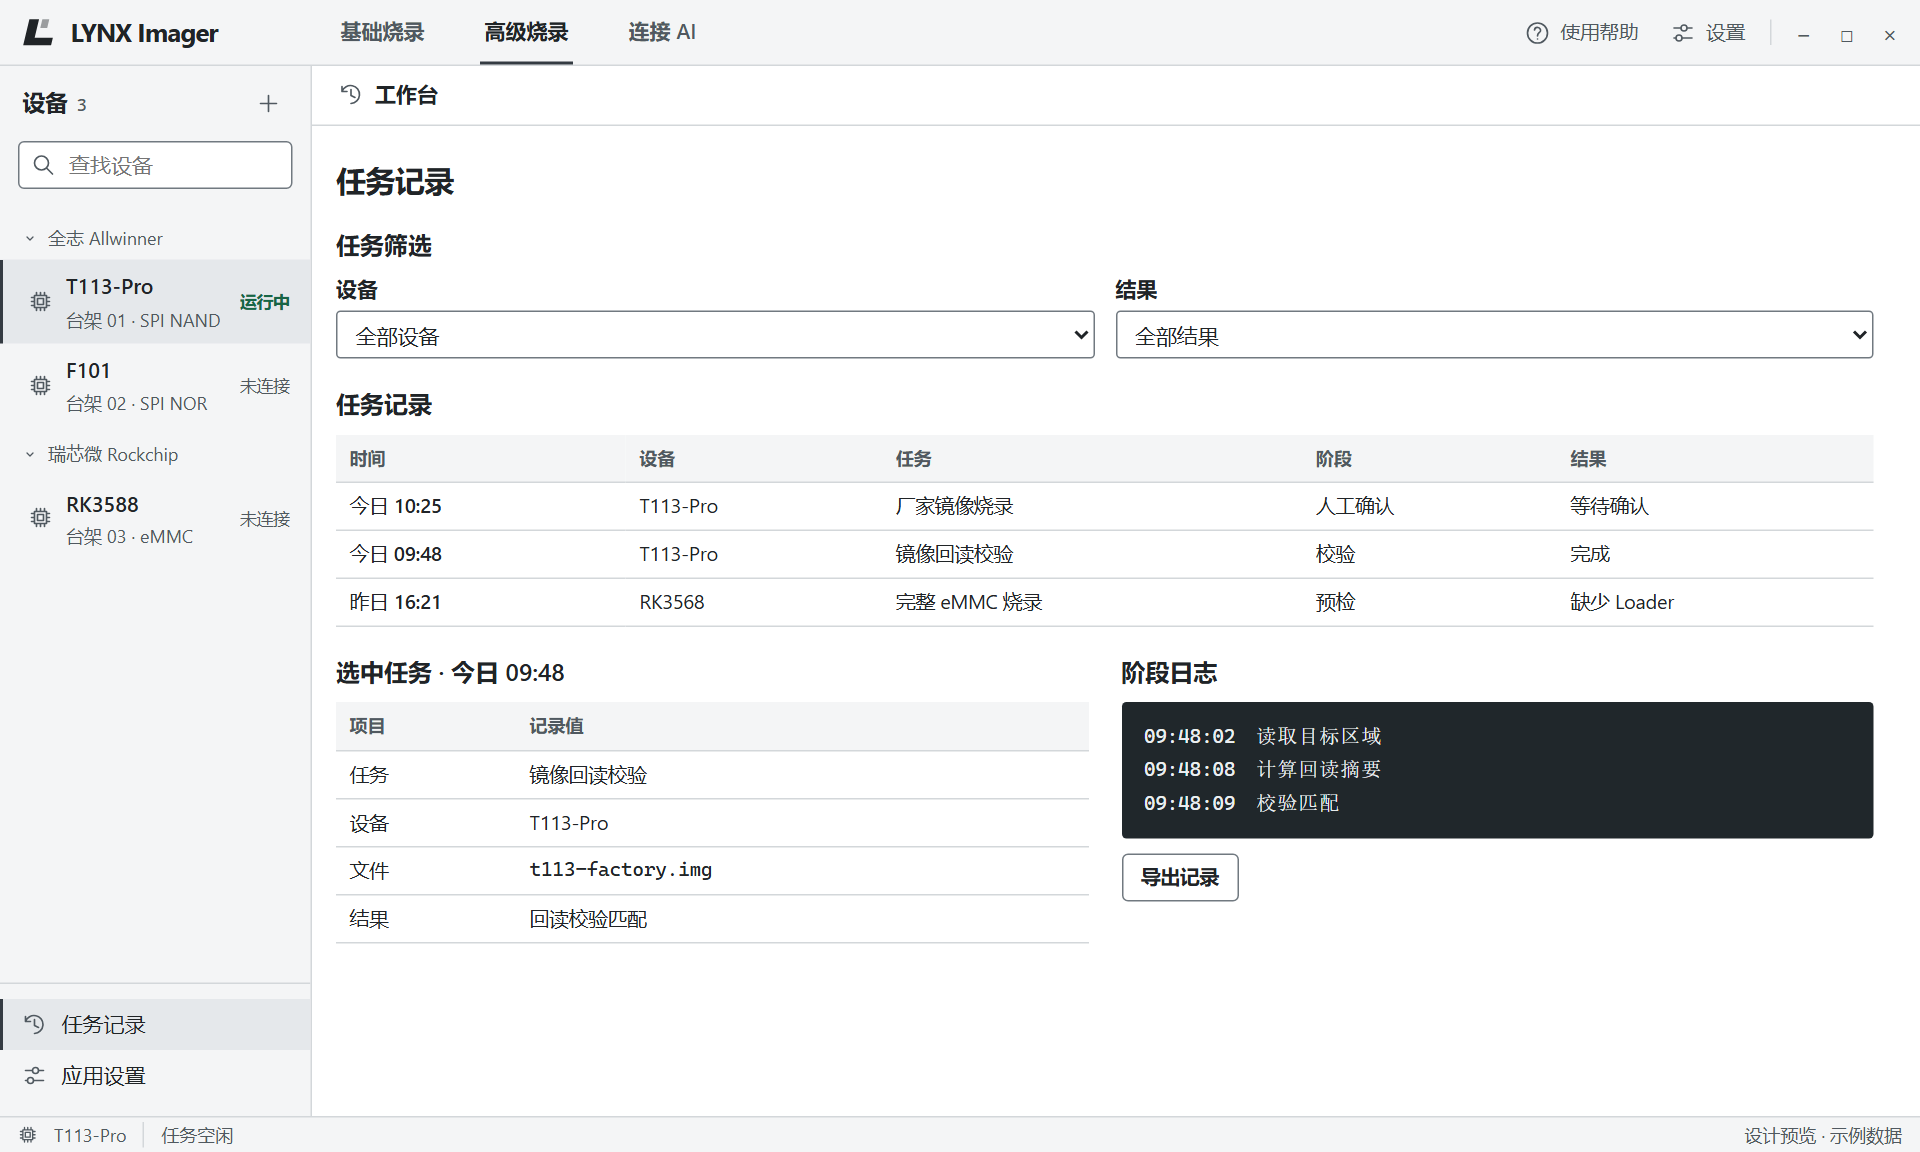 LYNX Imager
基础烧录
高级烧录
连接 AI
使用帮助
设置
设备 3
查找设备
全志 Allwinner
T113-Pro
台架 01 · SPI NAND
运行中
F101
台架 02 · SPI NOR
未连接
瑞芯微 Rockchip
RK3588
台架 03 · eMMC
未连接
任务记录
应用设置
工作台
任务记录
任务筛选
设备
结果
全部设备
全部结果
任务记录
时间 设备 任务 阶段 结果
今日 10:25 T113-Pro 厂家镜像烧录 人工确认 等待确认
今日 09:48 T113-Pro 镜像回读校验 校验 完成
昨日 16:21 RK3568 完整 eMMC 烧录 预检 缺少 Loader
选中任务 · 今日 09:48
项目 记录值
任务 镜像回读校验
设备 T113-Pro
文件 t113-factory.img
结果 回读校验匹配
阶段日志
09:48:02 读取目标区域
09:48:08 计算回读摘要
09:48:09 校验匹配
导出记录
T113-Pro
任务空闲
设计预览 · 示例数据